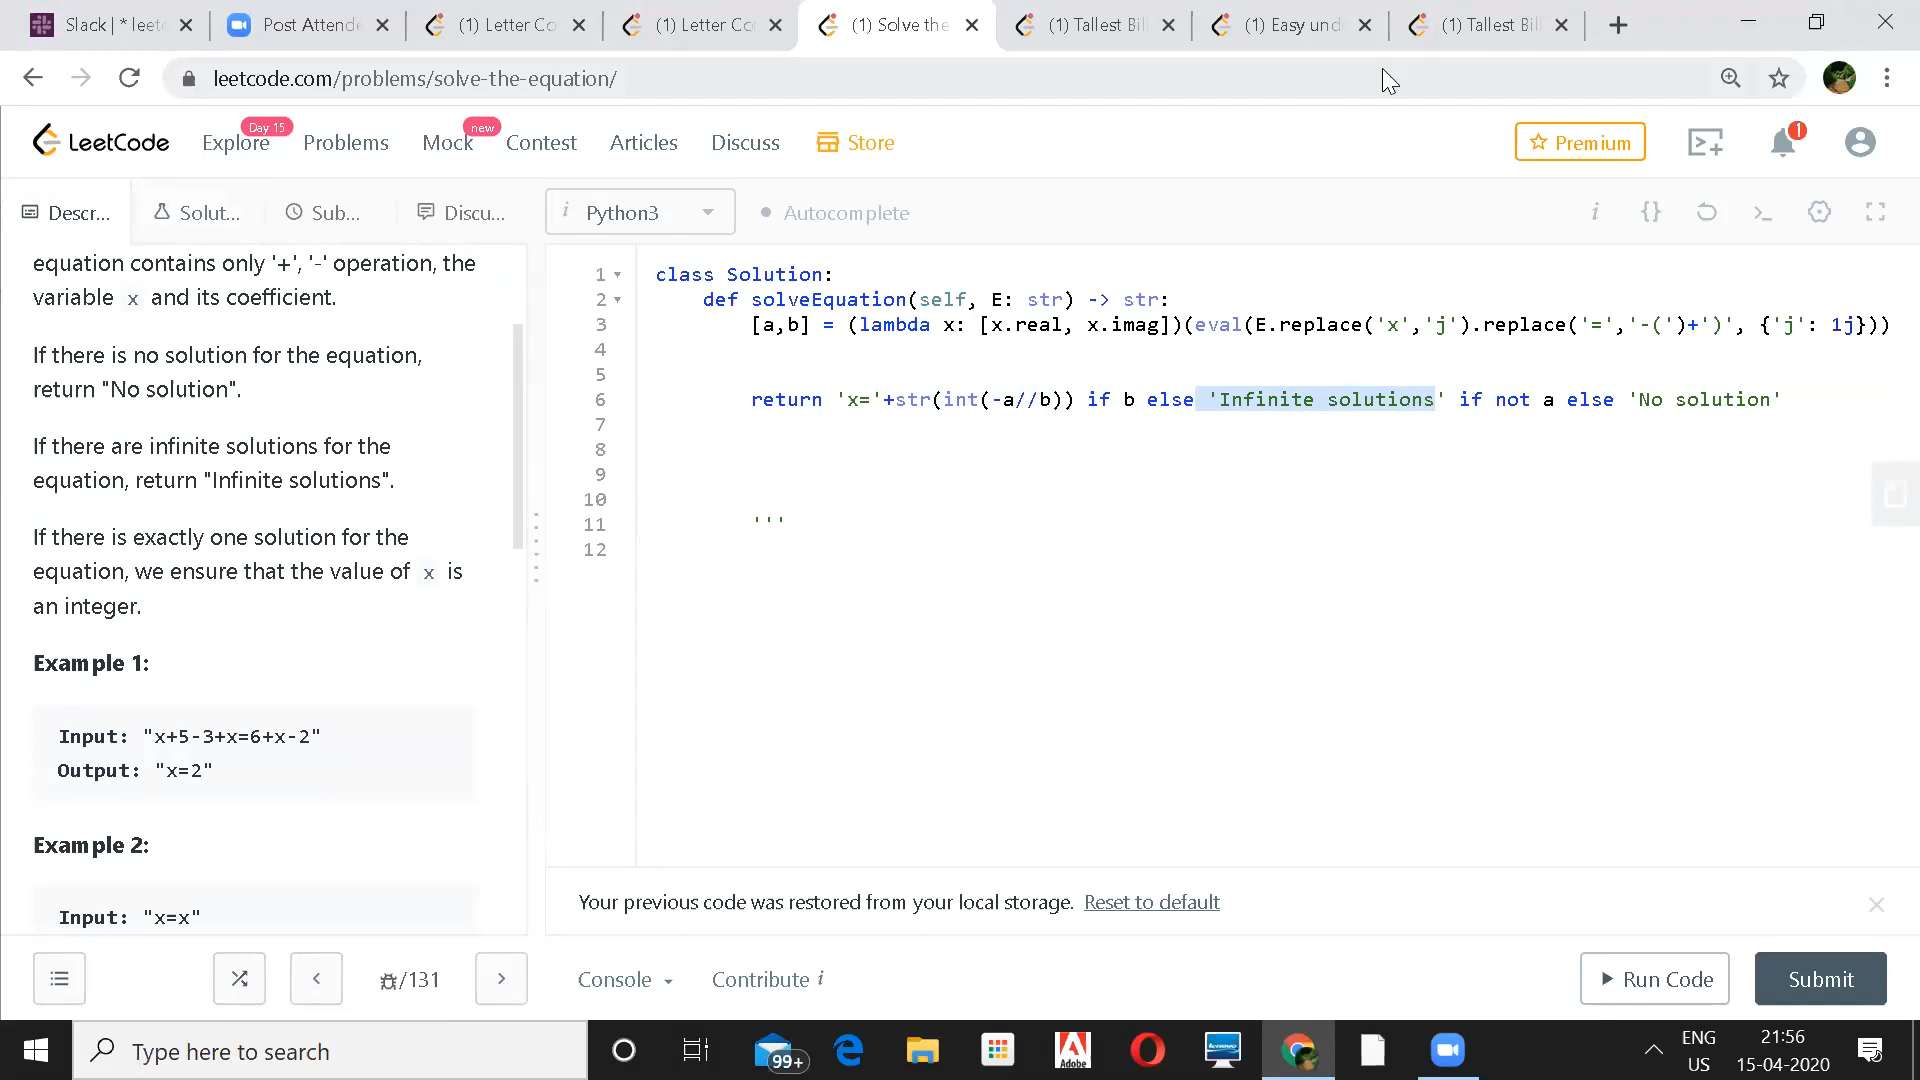 Slack | * leet
Post Attende
(1) Letter Co
(1) Letter Cor
(1) Solve the
(1) Tallest Bil
(1) Easy und
(1) Tallest Bil
leetcode.com/problems/solve-the-equation/
LeetCode
Explore
Day 15
Problems
Mock
new
Contest
Articles
Discuss
Store
Premium
1
Descr...
Solut...
Sub...
Discu...
i Python3
Autocomplete
i
{}
equation contains only '+', '-' operation, the
variable x and its coefficient.
If there is no solution for the equation,
return "No solution".
If there are infinite solutions for the
equation, return "Infinite solutions".
If there is exactly one solution for the
equation, we ensure that the value of x is
an integer.
Example 1:
Input: "x+5-3+x=6+x-2"
Output: "x=2"
Example 2:
Input: "x=x"
1 class Solution:
2 def solveEquation(self, E: str) -> str:
3 [a,b] = (lambda x: [x.real, x.imag])(eval(E.replace('x','j').replace('=','-(')+')', {'j': 1j}))
4
5
6 return 'x='+str(int(-a//b)) if b else 'Infinite solutions' if not a else 'No solution'
7
8
9
10
11 '''
12
Your previous code was restored from your local storage. Reset to default
/131
Console
Contribute i
Run Code
Submit
Type here to search
99+
Adobe
lenovo
ENG
US
21:56
15-04-2020